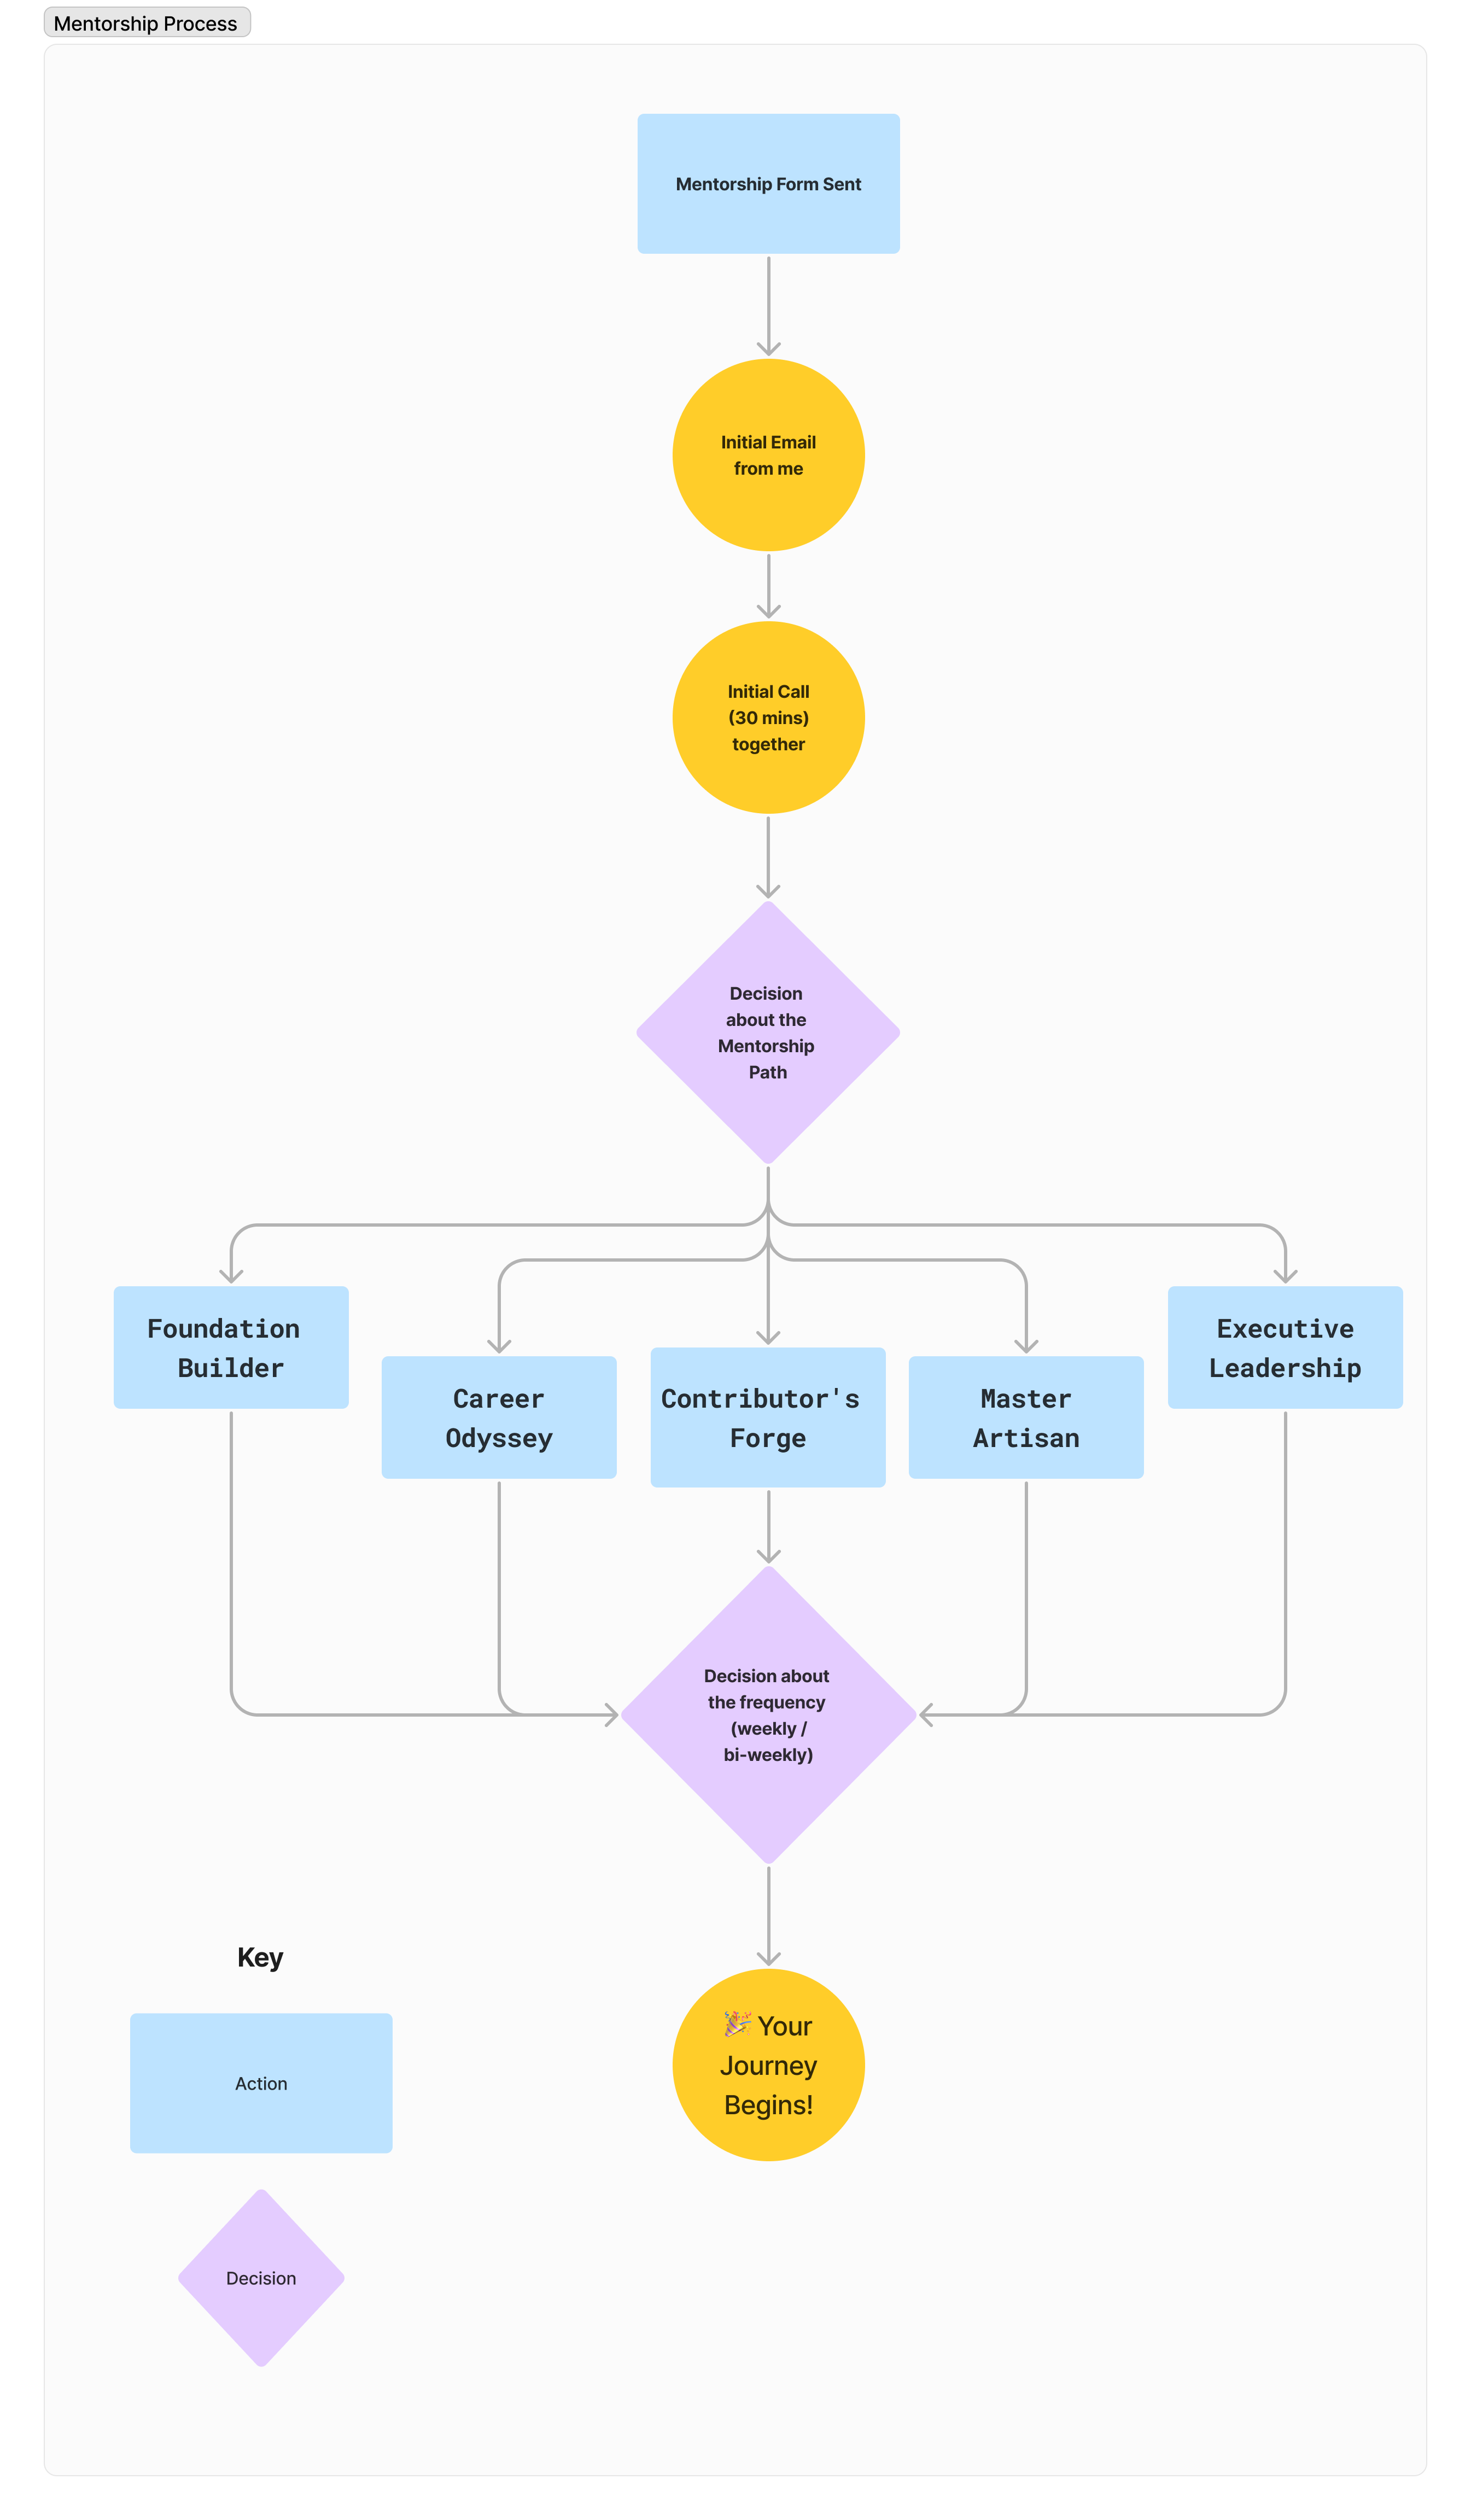 Mentorship Process
Mentorship Form Sent
Initial Email
from me
Initial Call
(30 mins)
together
Decision
about the
Mentorship
Path
Foundation
Builder
Career
Odyssey
Contributor's
Forge
Master
Artisan
Executive
Leadership
Decision about
the frequency
(weekly /
bi-weekly)
🎉 Your
Journey
Begins!
Key
Action
Decision